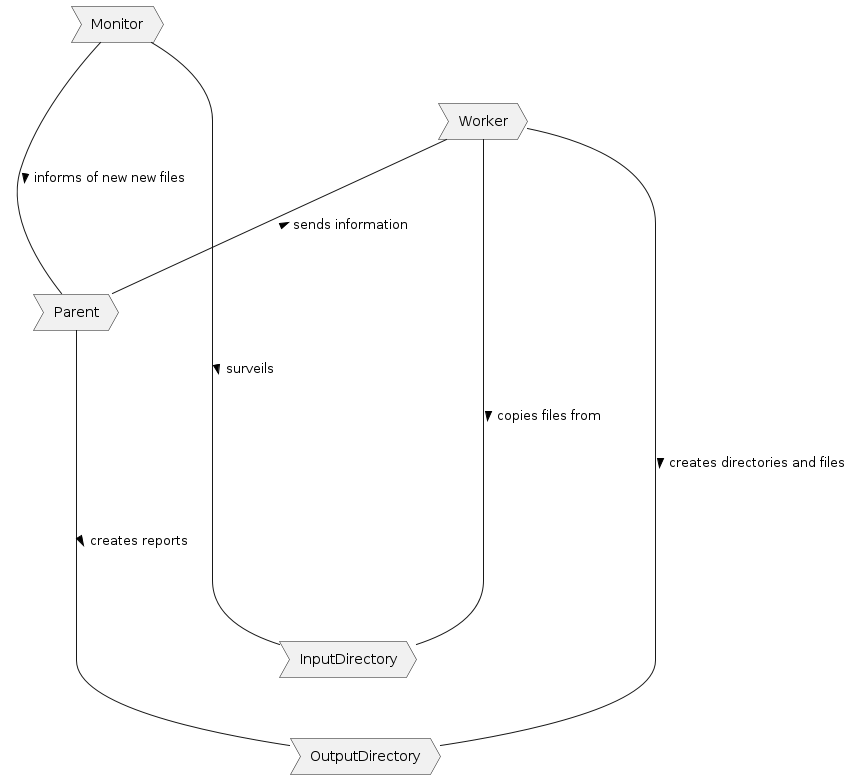 Monitor
Worker
informs of new new files
sends information
Parent
surveils
copies files from
creates directories and files
creates reports
InputDirectory
OutputDirectory